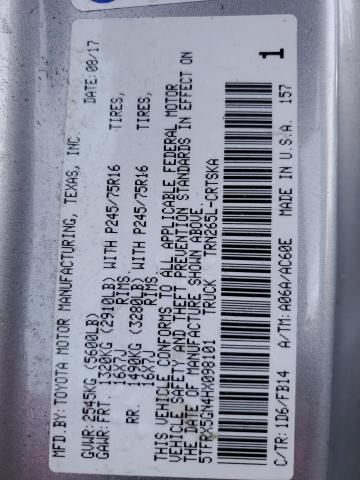 MFD.BY: TOYOTA MOTOR MANUFACTURING, TEXAS, INC. DATE: 08/17
GVWR: 2545KG (5600LB)
GAWR: FRT. 1320KG (2910LB) WITH P245/75R16 TIRES,
16X7J RIMS,
RR. 1490KG (3280LB) WITH P245/75R16 TIRES,
16X7J RIMS
THIS VEHICLE CONFORMS TO ALL APPLICABLE FEDERAL MOTOR
VEHICLE SAFETY AND THEFT PREVENTION STANDARDS IN EFFECT ON
THE DATE OF MANUFACTURE SHOWN ABOVE.
5TFRX5GN4HX098101 TRUCK TRN265L-CRTSKA
1
C/TR: 1D6/FB14 A/TM: A06A/AC60E MADE IN U.S.A. 157